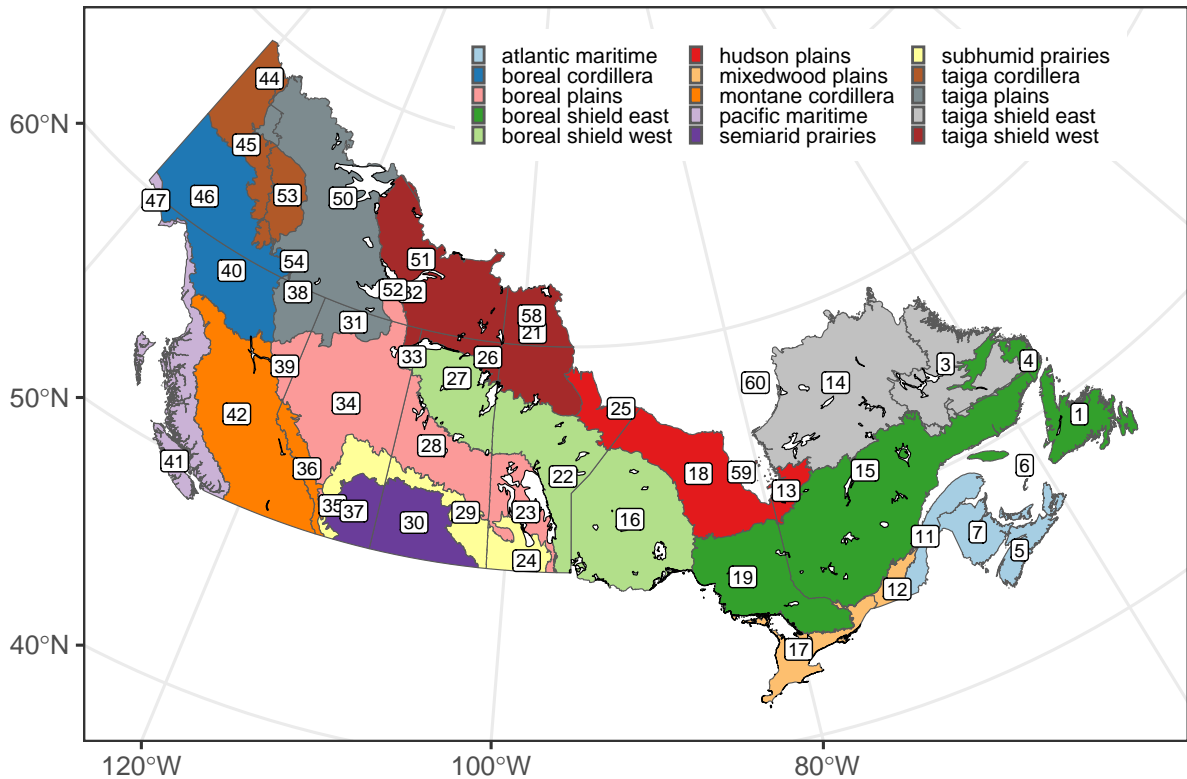 atlantic maritime hudson plains subhumid prairies
boreal cordillera mixedwood plains taiga cordillera
boreal plains montane cordillera taiga plains
boreal shield east pacific maritime taiga shield east
boreal shield west semiarid prairies taiga shield west
44
60°N
45
47 46 53 50
40 54 51
38 52 32
31 58
21
39 33 26
27 60 14 3 4
50°N
42 34 25 1
41 36 28 22 18 59 15 6
35 37 30 29 23 16 13
24 11 7 5
19 12
40°N
17
120°W 100°W 80°W